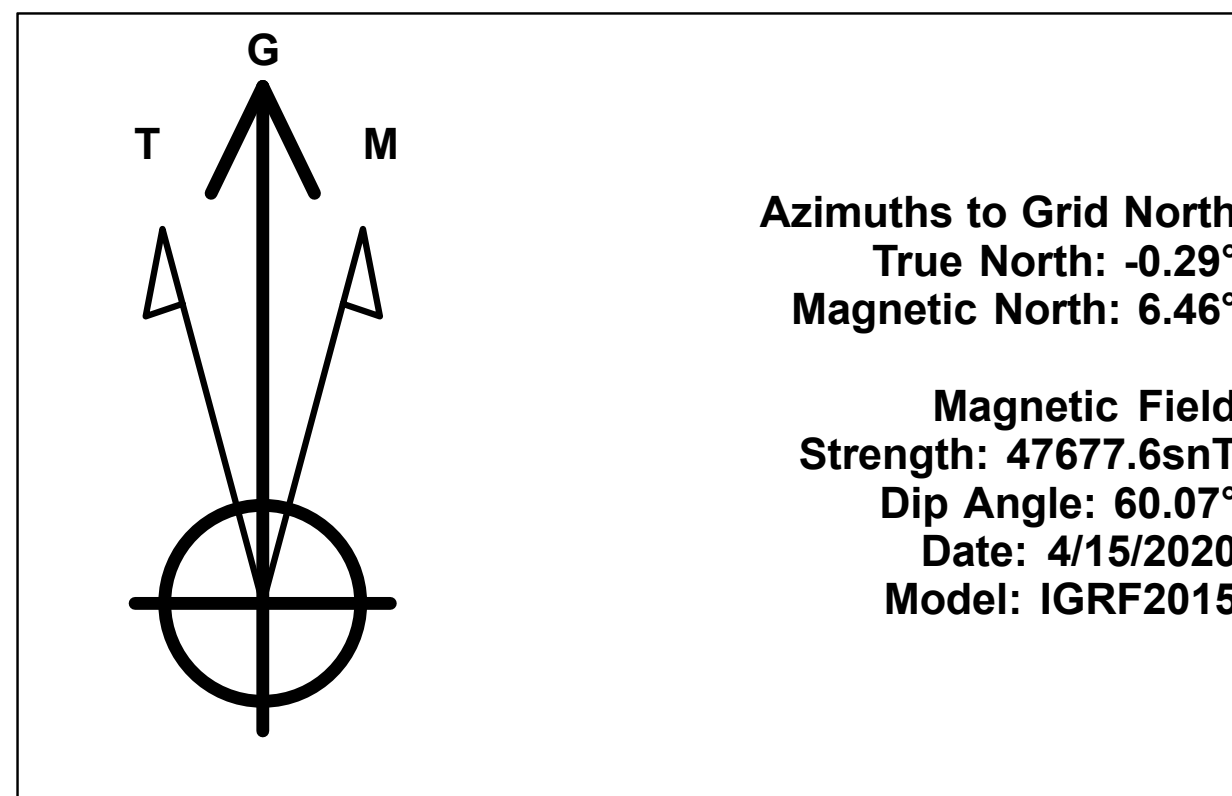 G
T M
Azimuths to Grid North
True North: -0.29°
Magnetic North: 6.46°
Magnetic Field
Strength: 47677.6snT
Dip Angle: 60.07°
Date: 4/15/2020
Model: IGRF2015